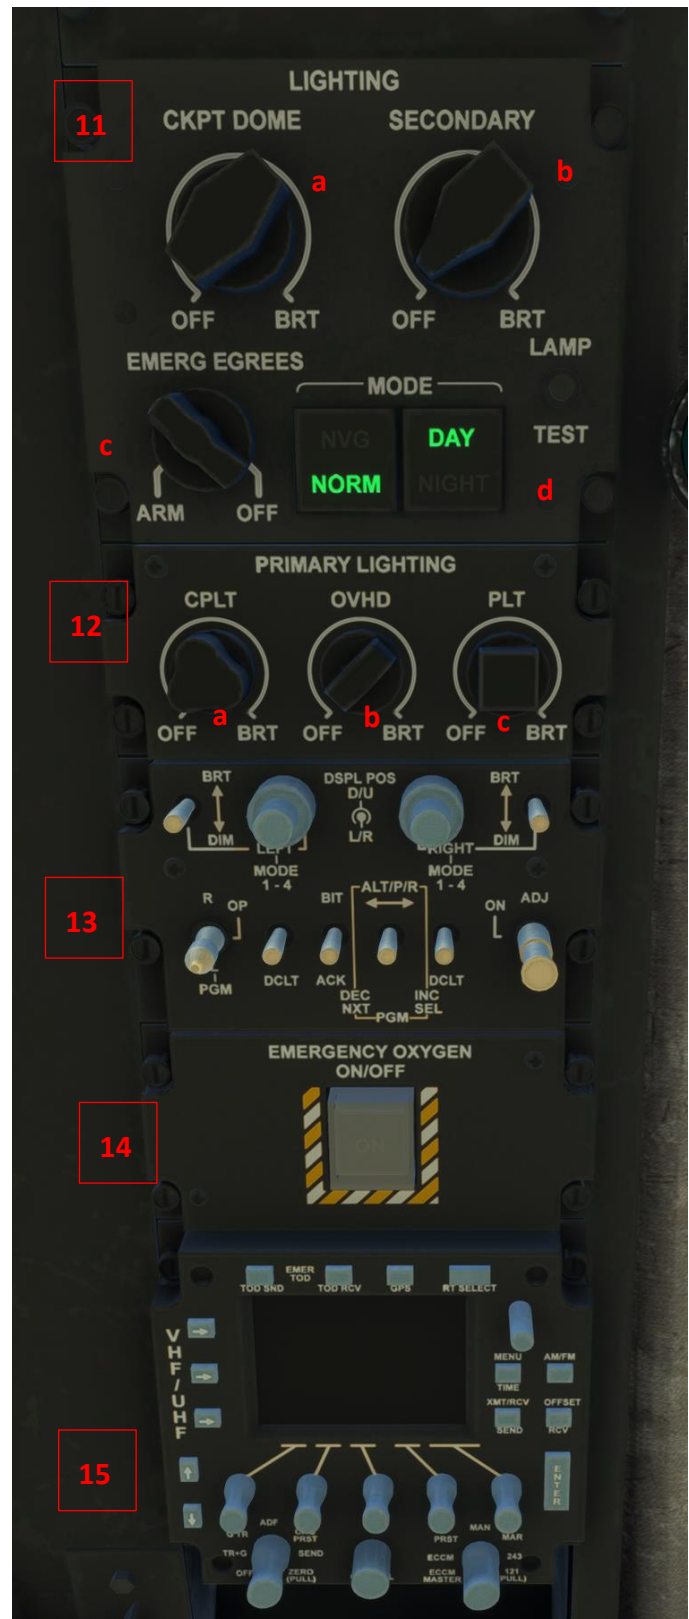 LIGHTING
11
CKPT DOME SECONDARY
a b
OFF BRT OFF BRT
EMERG EGREES LAMP
MODE
c NVG DAY TEST
NORM NIGHT d
ARM OFF
PRIMARY LIGHTING
12
CPLT OVHD PLT
a b c
OFF BRT OFF BRT OFF BRT
BRT DSPL POS BRT
D/U
DIM L/R DIM
LEFT RIGHT
MODE MODE
1 - 4 1 - 4
13
R OP BIT ALT/P/R ON ADJ
PGM DCLT ACK DCLT
DEC INC
NXT SEL
PGM
EMERGENCY OXYGEN
ON/OFF
14
ON
EMER
TOD
TOD SND TOD RCV GPS RT SELECT
VHF/UHF
MENU AM/FM
TIME
XMT/RCV OFFSET
SEND RCV
15
ENTER
G TR ADF PRST PRST MAN MAR
TR+G SEND ECCM 243
OFF ZERO ECCM 121
(PULL) MASTER (PULL)